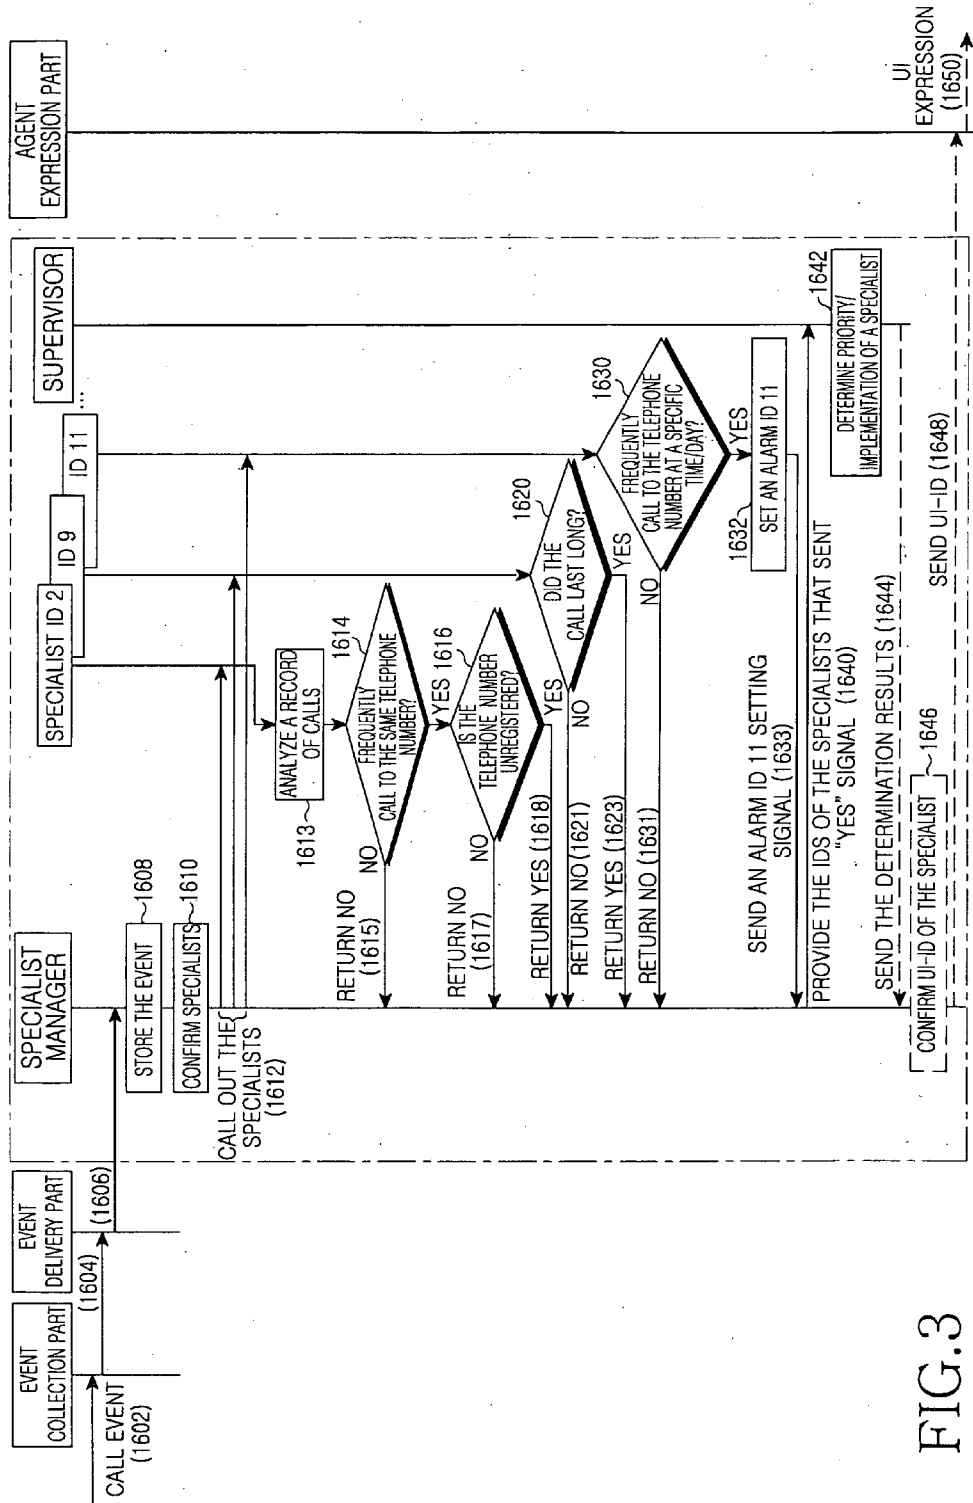 EVENT
COLLECTION PART
EVENT
DELIVERY PART
SPECIALIST
MANAGER
SPECIALIST ID 2
ID 9
ID 11
...
SUPERVISOR
AGENT
EXPRESSION PART
CALL EVENT
(1602)
(1604)
(1606)
STORE THE EVENT
1608
CONFIRM SPECIALISTS
1610
CALL OUT THE
SPECIALISTS
(1612)
ANALYZE A RECORD
OF CALLS
1613
FREQUENTLY
CALL TO THE SAME TELEPHONE
NUMBER?
1614
NO
YES
RETURN NO
(1615)
IS THE
TELEPHONE NUMBER
UNREGISTERED?
1616
NO
YES
RETURN NO
(1617)
RETURN YES (1618)
DID THE
CALL LAST LONG?
1620
NO
YES
RETURN NO (1621)
RETURN YES (1623)
FREQUENTLY
CALL TO THE TELEPHONE
NUMBER AT A SPECIFIC
TIME/DAY?
1630
NO
YES
RETURN NO (1631)
SET AN ALARM ID 11
1632
SEND AN ALARM ID 11 SETTING
SIGNAL (1633)
PROVIDE THE IDS OF THE SPECIALISTS THAT SENT
"YES" SIGNAL (1640)
DETERMINE PRIORITY/
IMPLEMENTATION OF A SPECIALIST
1642
SEND THE DETERMINATION RESULTS (1644)
CONFIRM UI-ID OF THE SPECIALIST
1646
SEND UI-ID (1648)
UI
EXPRESSION
(1650)
FIG.3